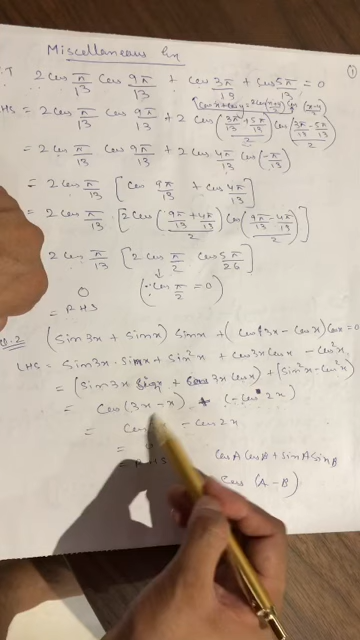 Miscellaneous Ex
①
.T 2 cos π/13 cos 9π/13 + cos 3π/13 + cos 5π/13 = 0
LHS = 2 cos π/13 cos 9π/13 + 2 cos (3π/13 + 5π/13)/2 cos (3π/13 - 5π/13)/2
cos x + cos y = 2 cos (x+y)/2 cos (x-y)/2
= 2 cos π/13 cos 9π/13 + 2 cos 4π/13 cos (-π/13)
= 2 cos π/13 [cos 9π/13 + cos 4π/13]
= 2 cos π/13 [2 cos (9π/13 + 4π/13)/2 cos (9π/13 - 4π/13)/2]
2 cos π/13 [2 cos π/2 cos 5π/26]
0 (∵ cos π/2 = 0)
= RHS
Q.2 (sin 3x + sin x) sin x + (cos 3x - cos x) cos x = 0
LHS = sin 3x · sin x + sin² x + cos 3x cos x - cos² x
= [sin 3x sin x + cos 3x cos x] + (sin² x - cos² x)
= cos (3x - x) + (- cos 2x)
= cos - cos 2x
= 0
= RHS cos A cos B + sin A sin B
cos (A - B)